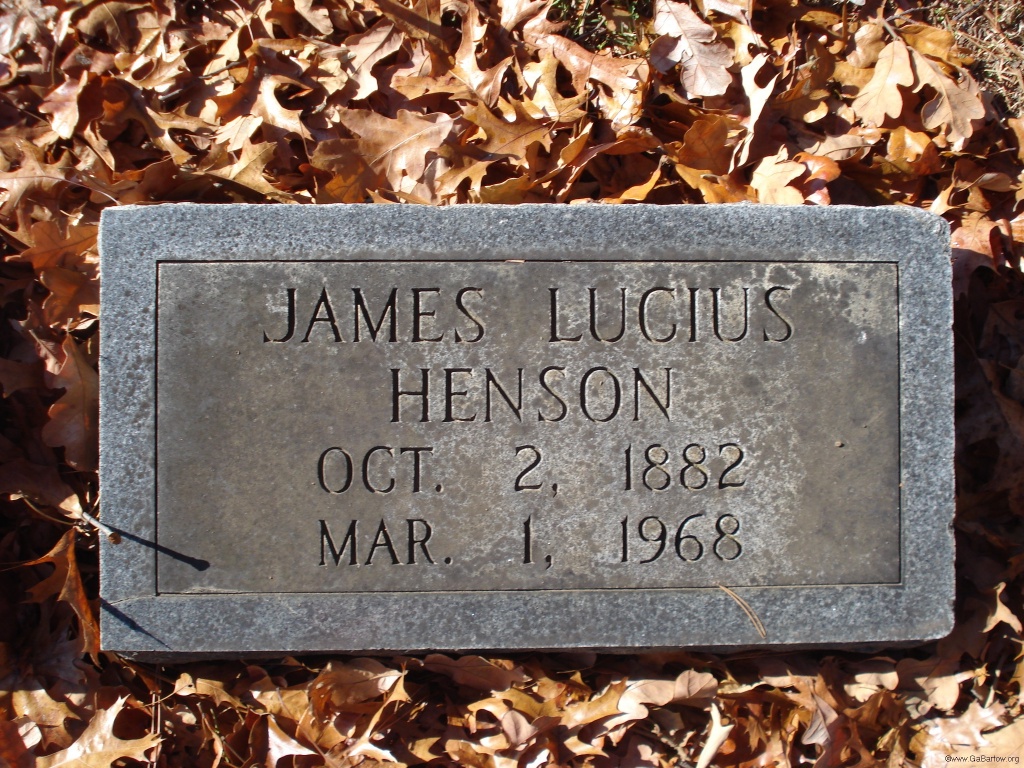 JAMES LUCIUS
HENSON
OCT. 2, 1882
MAR. 1, 1968
©www.GaBartow.org